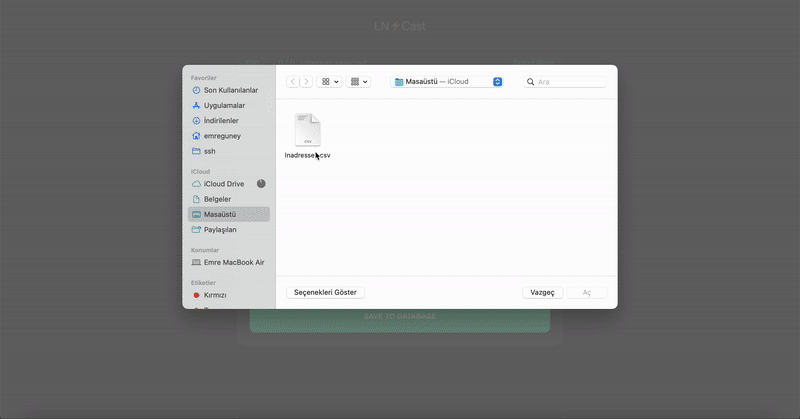 LN⚡Cast
Favoriler
Son Kullanılanlar
Uygulamalar
İndirilenler
emreguney
ssh
iCloud
iCloud Drive
Belgeler
Masaüstü
Paylaşılan
Konumlar
Emre MacBook Air
Etiketler
Kırmızı
Masaüstü — iCloud
Ara
CSV
lnadresser.csv
Seçenekleri Göster
Vazgeç
Aç
SAVE TO DATABASE